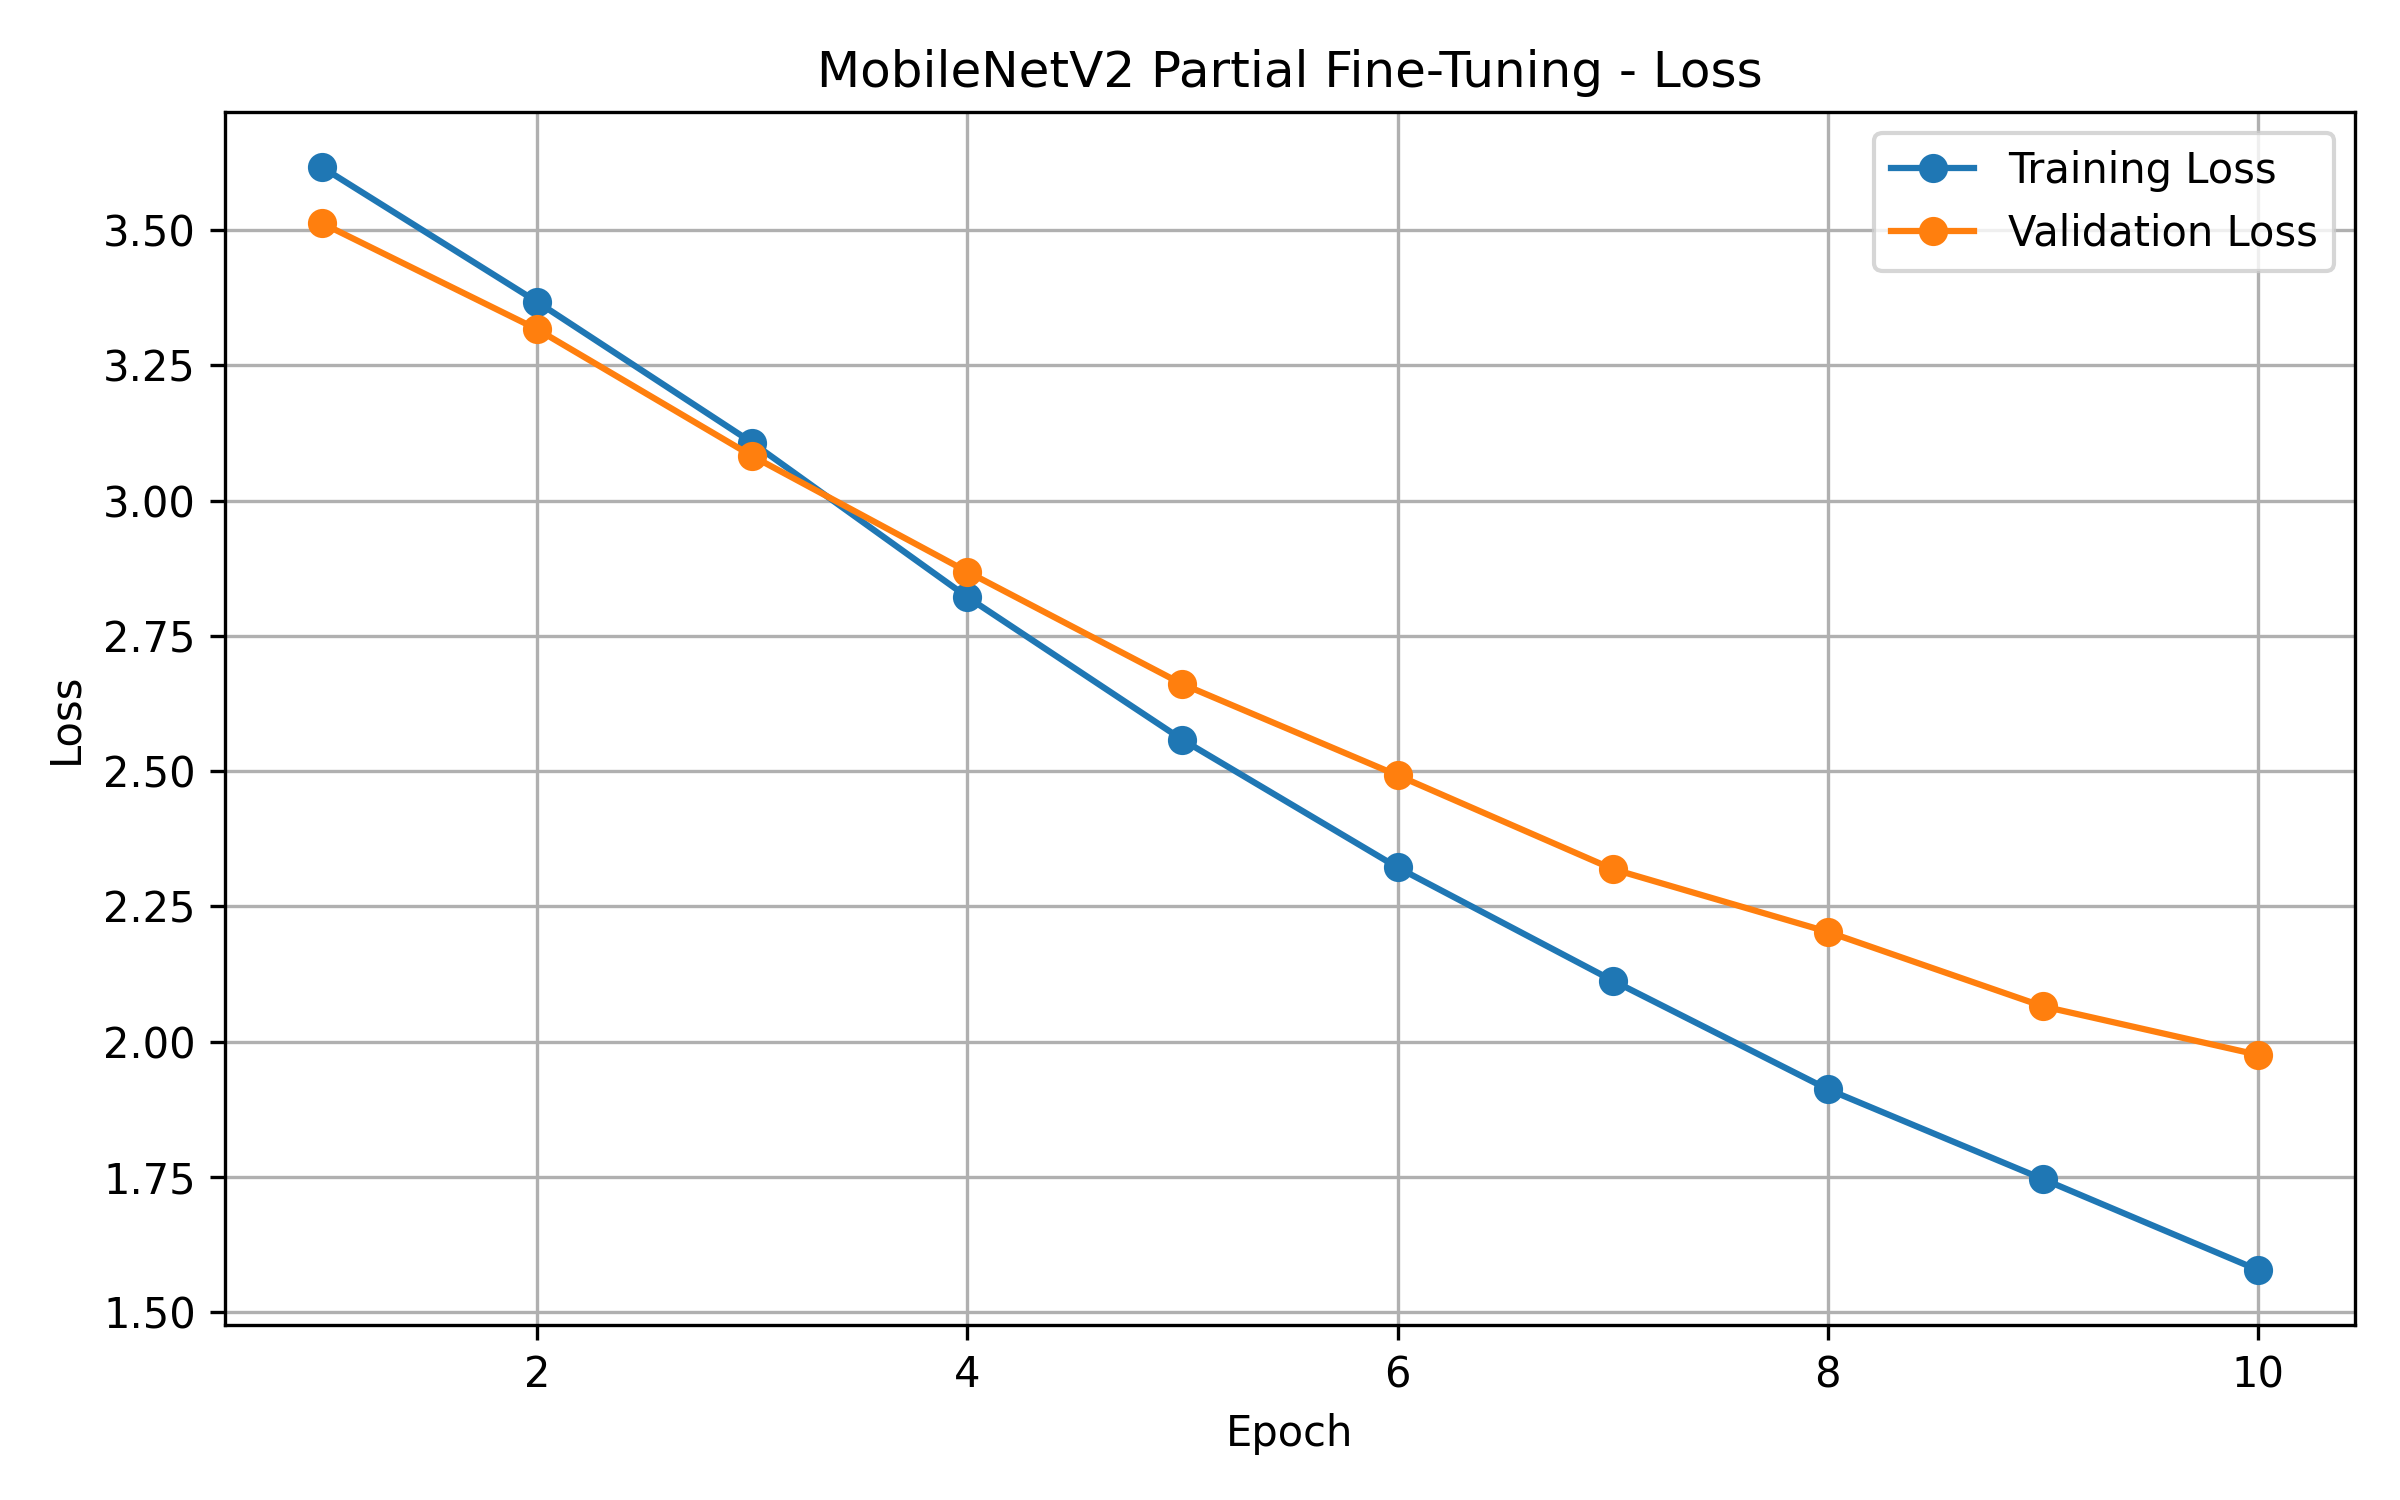 MobileNetV2 Partial Fine-Tuning - Loss
Training Loss
Validation Loss
3.50
3.25
3.00
2.75
2.50
2.25
2.00
1.75
1.50
Loss
2 4 6 8 10
Epoch